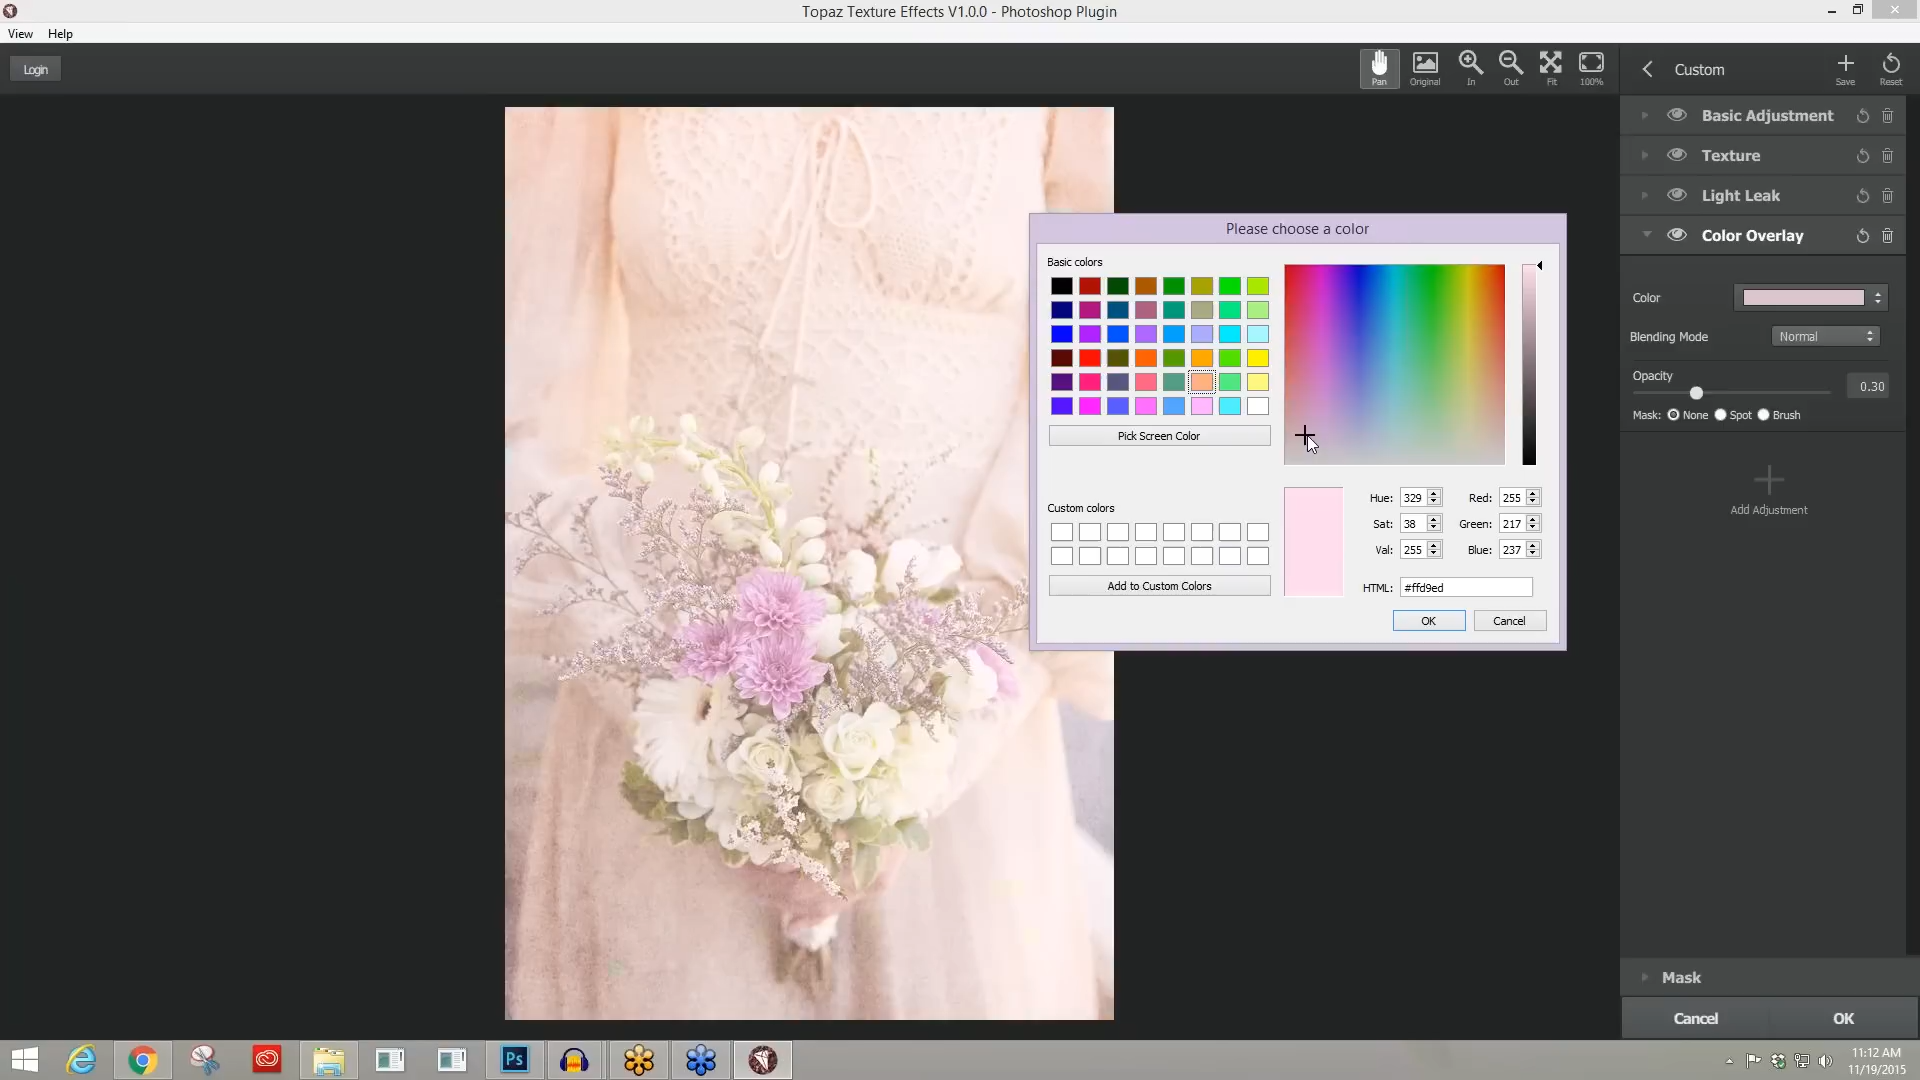 Topaz Texture Effects V1.0.0 - Photoshop Plugin
View Help
Login
Pan
Original
In
Out
Fit
100%
Custom
Save
Reset
Basic Adjustment
Texture
Light Leak
Color Overlay
Color
Blending Mode
Normal
Opacity
0.30
Mask: None Spot Brush
Add Adjustment
Mask
Cancel
OK
Please choose a color
Basic colors
Pick Screen Color
Custom colors
Add to Custom Colors
Hue: 329 Red: 255
Sat: 38 Green: 217
Val: 255 Blue: 237
HTML: #ffd9ed
OK
Cancel
Ps
11:12 AM
11/19/2015